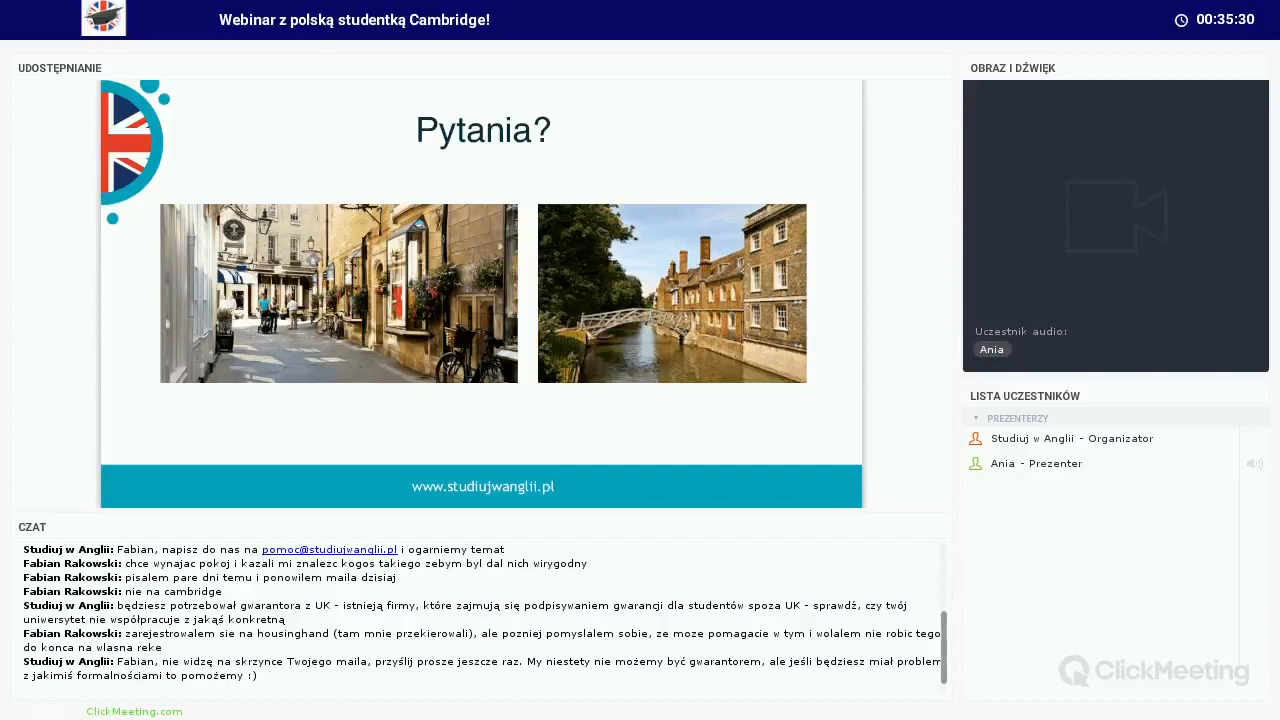 Webinar z polską studentką Cambridge!
00:35:30
UDOSTĘPNIANIE
OBRAZ I DŹWIĘK
Pytania?
www.studiujwanglii.pl
Uczestnik audio:
Ania
LISTA UCZESTNIKÓW
PREZENTERZY
Studiuj w Anglii - Organizator
Ania - Prezenter
CZAT
Studiuj w Anglii: Fabian, napisz do nas na pomoc@studiujwanglii.pl i ogarniemy temat
Fabian Rakowski: chce wynajac pokoj i kazali mi znalezc kogos takiego zebym byl dal nich wirygodny
Fabian Rakowski: pisalem pare dni temu i ponowilem maila dzisiaj
Fabian Rakowski: nie na cambridge
Studiuj w Anglii: będziesz potrzebował gwarantora z UK - istnieją firmy, które zajmują się podpisywaniem gwarancji dla studentów spoza UK - sprawdź, czy twój
uniwersytet nie współpracuje z jakąś konkretną
Fabian Rakowski: zarejestrowalem sie na housinghand (tam mnie przekierowali), ale pozniej pomyslalem sobie, ze moze pomagacie w tym i wolalem nie robic tego
do konca na wlasna reke
Studiuj w Anglii: Fabian, nie widzę na skrzynce Twojego maila, przyślij prosze jeszcze raz. My niestety nie możemy być gwarantorem, ale jeśli będziesz miał problem
z jakimiś formalnościami to pomożemy :)
ClickMeeting
ClickMeeting.com